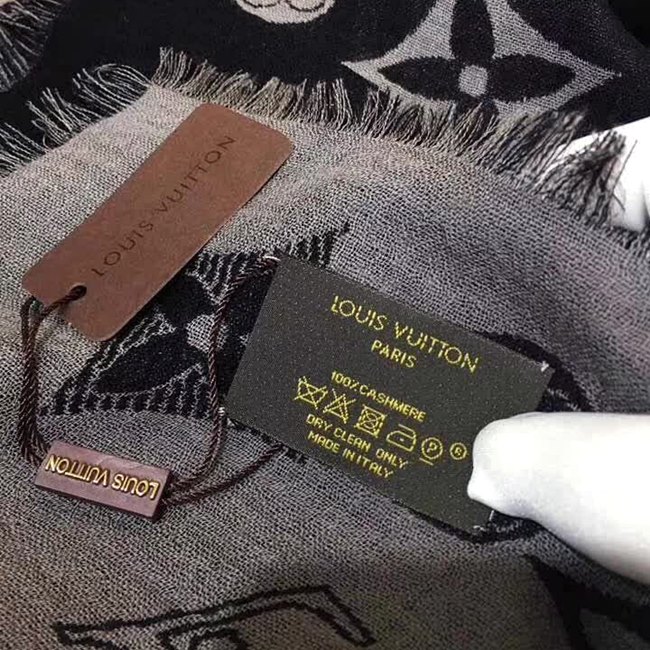 LOUIS VUITTON
LOUIS VUITTON
PARIS
100% CASHMERE
DRY CLEAN ONLY
MADE IN ITALY
LOUIS VUITTON